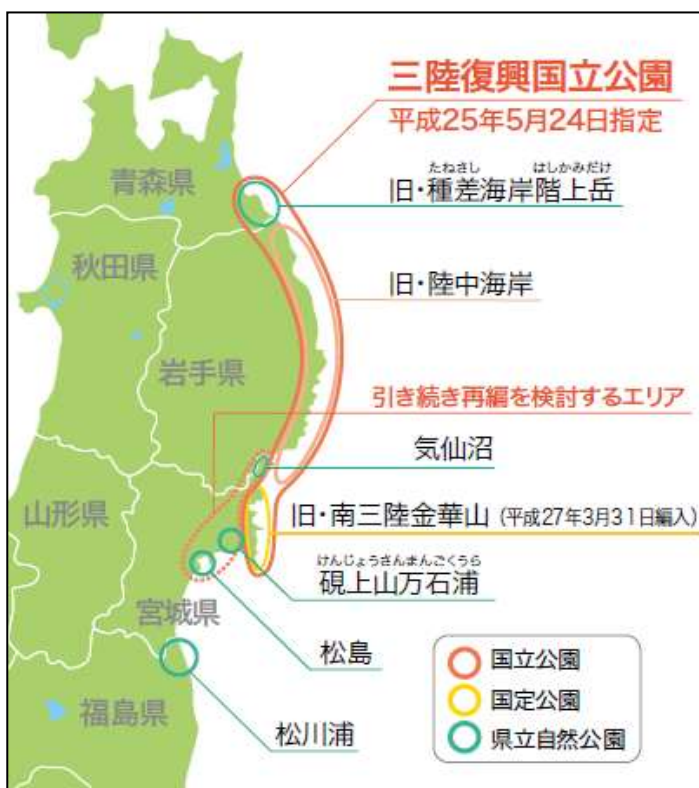 三陸復興国立公園
平成25年5月24日指定
たねさし はしかみだけ
旧・種差海岸階上岳
青森県
秋田県
旧・陸中海岸
岩手県
引き続き再編を検討するエリア
気仙沼
山形県
旧・南三陸金華山（平成27年3月31日編入）
けんじょうさんまんごくうら
硯上山万石浦
宮城県
松島
国立公園
国定公園
県立自然公園
福島県
松川浦